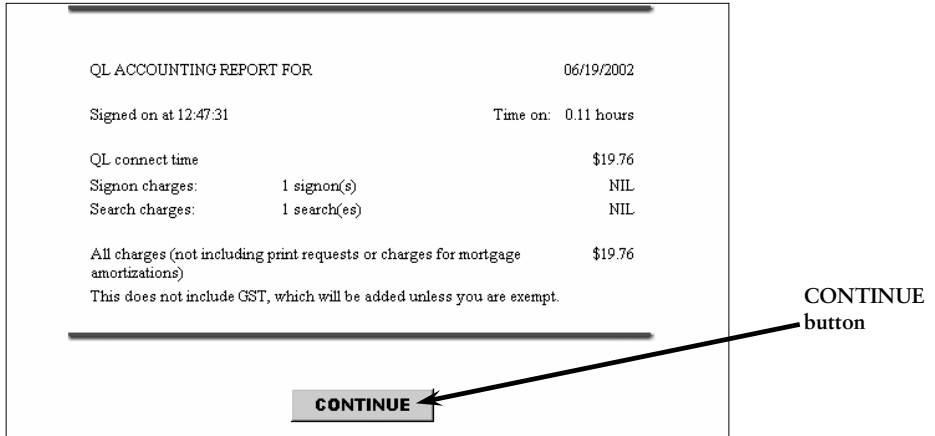 QL ACCOUNTING REPORT FOR 06/19/2002
Signed on at 12:47:31 Time on: 0.11 hours
QL connect time $19.76
Signon charges: 1 signon(s) NIL
Search charges: 1 search(es) NIL
All charges (not including print requests or charges for mortgage $19.76
amortizations)
This does not include GST, which will be added unless you are exempt.
CONTINUE
button
CONTINUE